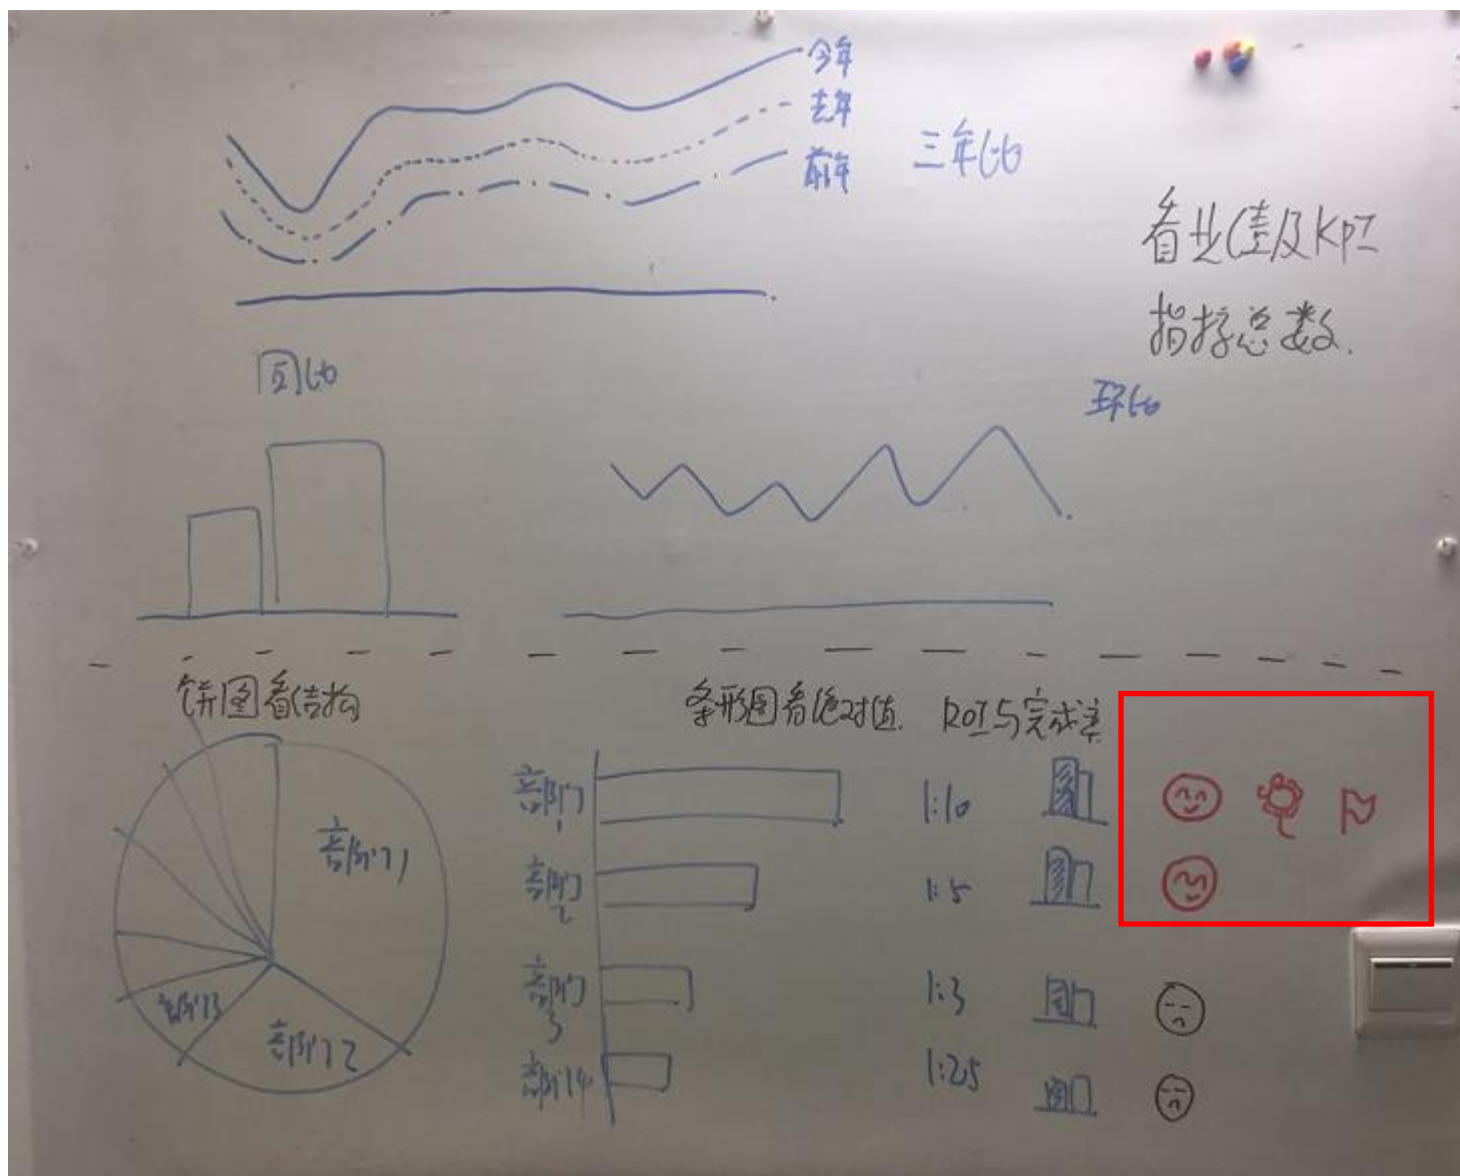 今年
去年
前年
三年比
看业绩及KPI
指标总数.
同比
环比
饼图看结构
条形图看绝对值. ROI与完成率
部门1
部门2
部门3
部门1 1:10
部门2 1:5
部门3 1:3
部门4 1:2.5